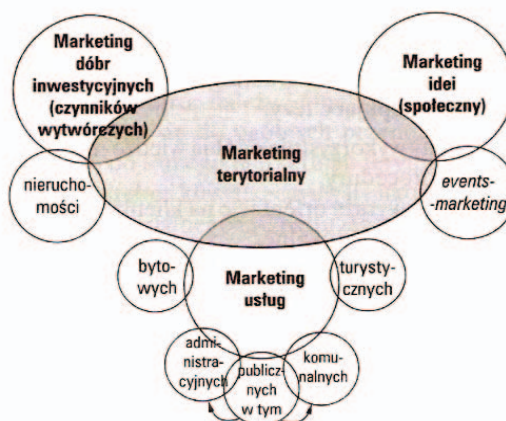 Marketing
dóbr
inwestycyjnych
(czynników
wytwórczych)
Marketing
idei
(społeczny)
Marketing
terytorialny
nierucho-
mości
events-
-marketing
byto-
wych
Marketing
usług
turysty-
cznych
admi-
nistra-
cyjnych
publicz-
nych
w tym
komu-
nalnych